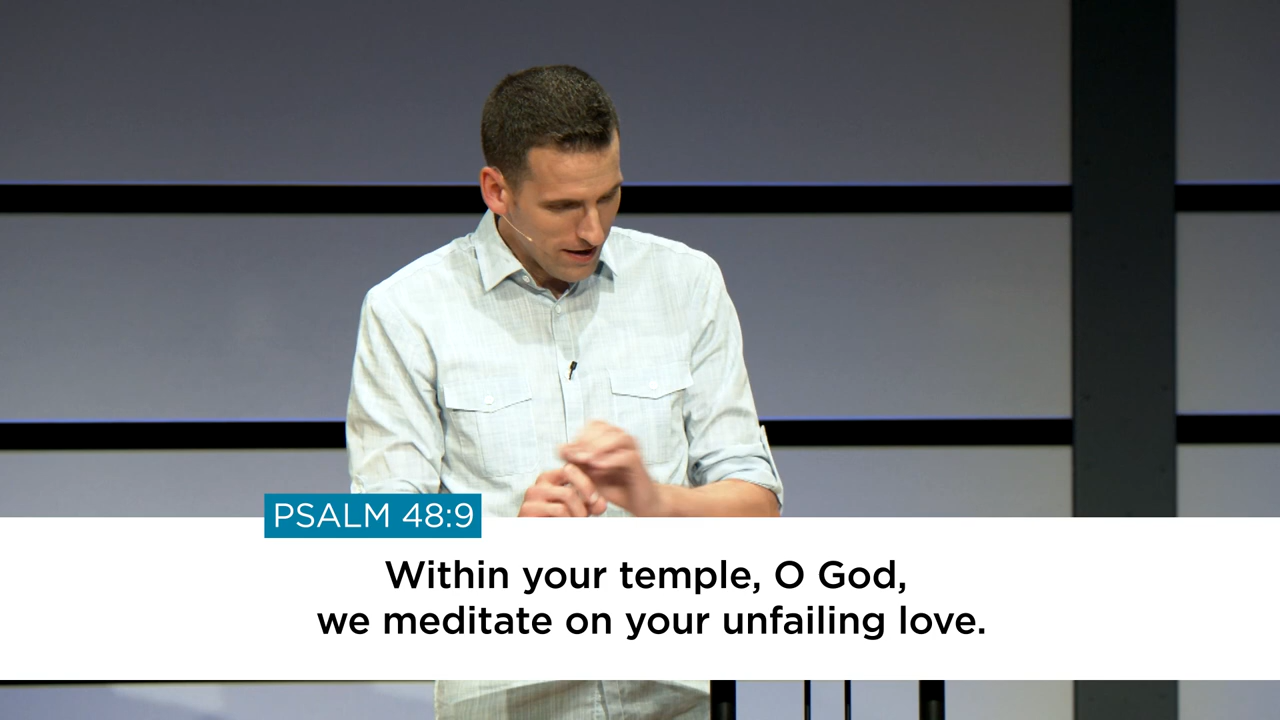 PSALM 48:9
Within your temple, O God,
we meditate on your unfailing love.